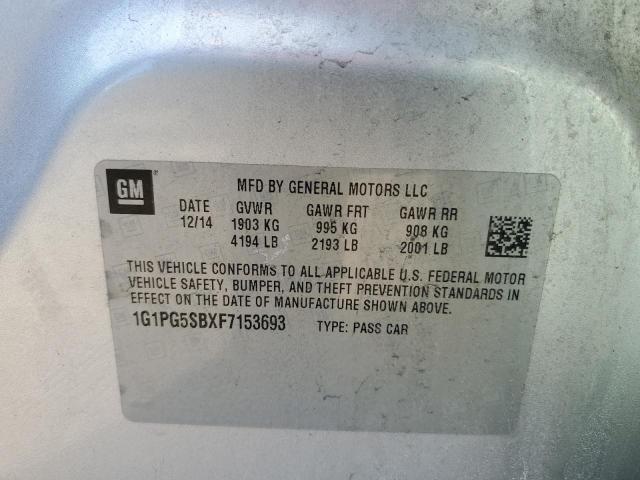 GM ®
MFD BY GENERAL MOTORS LLC
DATE GVWR GAWR FRT GAWR RR
12/14 1903 KG 995 KG 908 KG
4194 LB 2193 LB 2001 LB
THIS VEHICLE CONFORMS TO ALL APPLICABLE U.S. FEDERAL MOTOR
VEHICLE SAFETY, BUMPER, AND THEFT PREVENTION STANDARDS IN
EFFECT ON THE DATE OF MANUFACTURE SHOWN ABOVE.
1G1PG5SBXF7153693 TYPE: PASS CAR